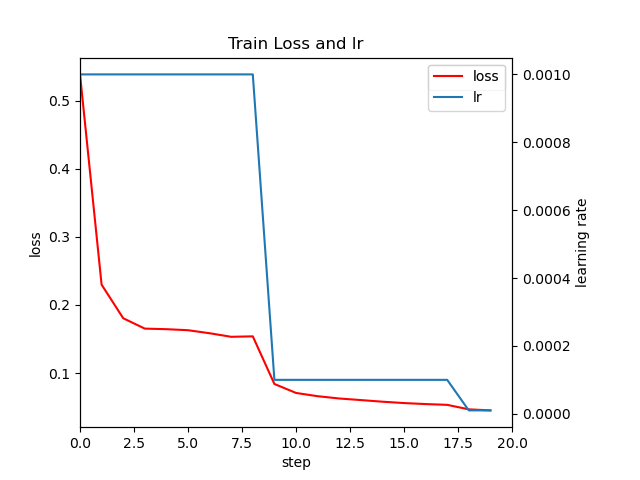 Train Loss and lr
loss
lr
0.5
0.4
0.3
0.2
0.1
loss
0.0010
0.0008
0.0006
0.0004
0.0002
0.0000
learning rate
0.0 2.5 5.0 7.5 10.0 12.5 15.0 17.5 20.0
step